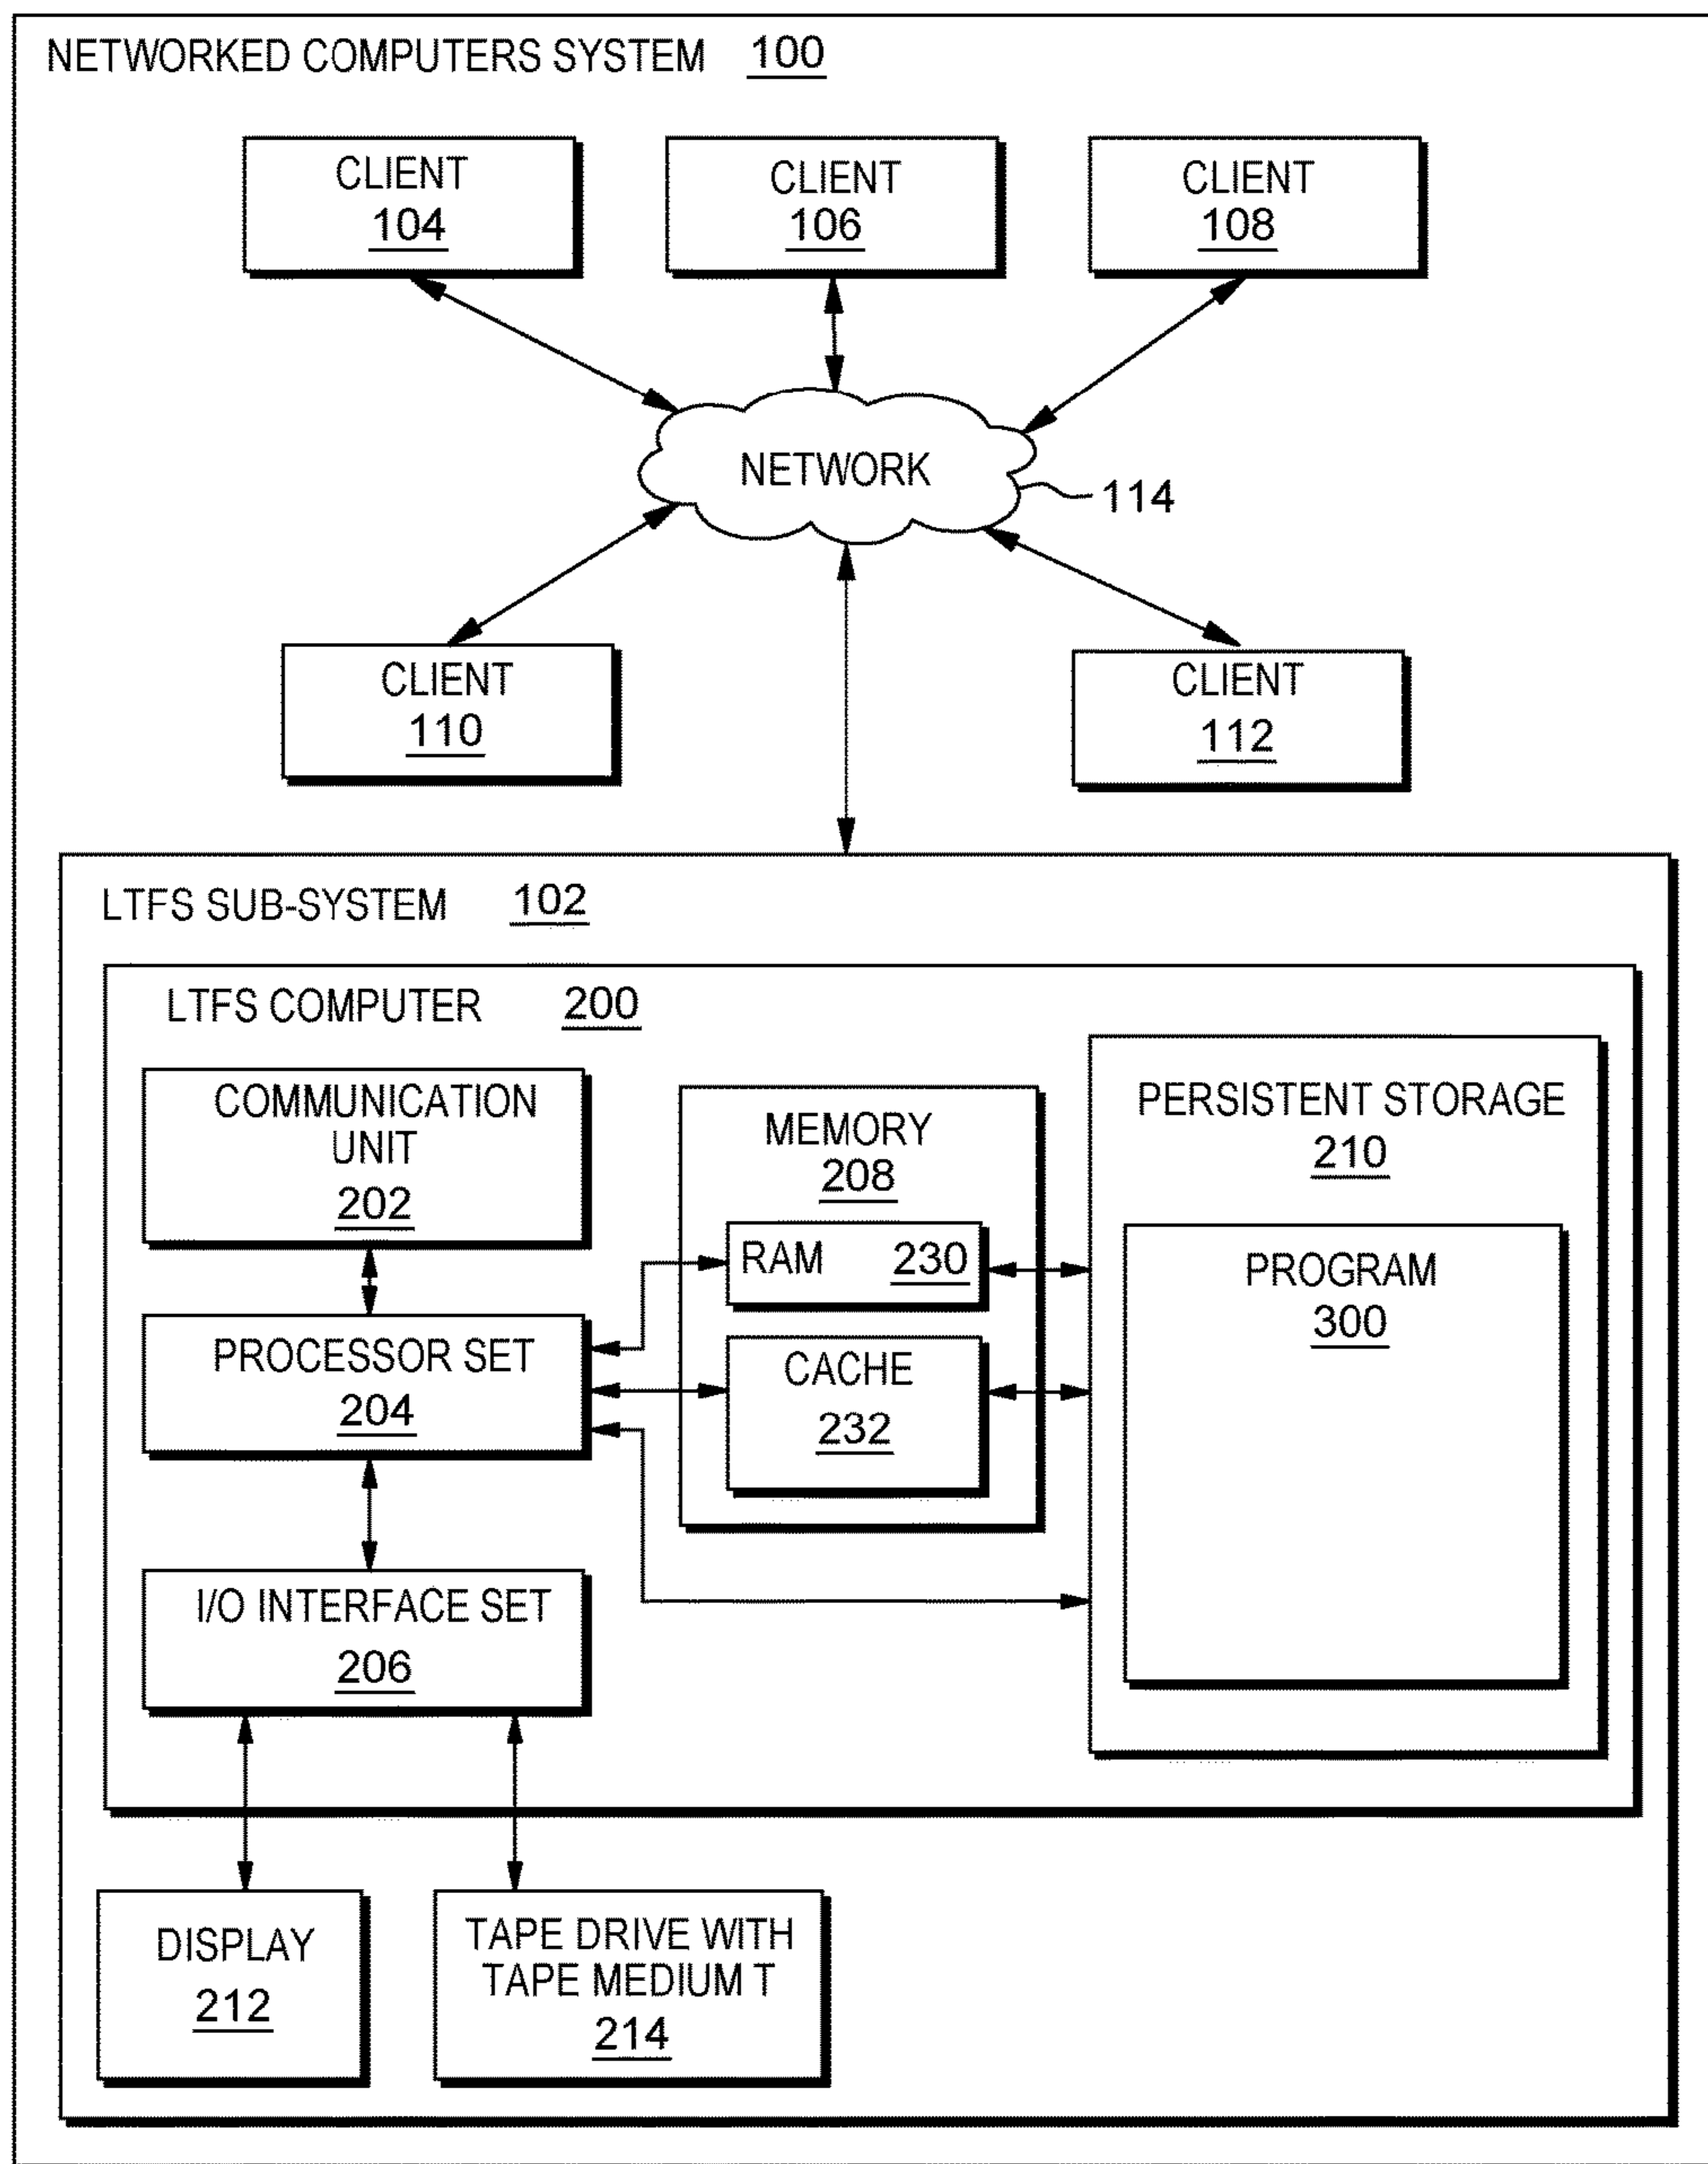 NETWORKED COMPUTERS SYSTEM 100
CLIENT
104
CLIENT
106
CLIENT
108
NETWORK
114
CLIENT
110
CLIENT
112
LTFS SUB-SYSTEM 102
LTFS COMPUTER 200
COMMUNICATION
UNIT
202
PROCESSOR SET
204
I/O INTERFACE SET
206
MEMORY
208
RAM 230
CACHE
232
PERSISTENT STORAGE
210
PROGRAM
300
DISPLAY
212
TAPE DRIVE WITH
TAPE MEDIUM T
214